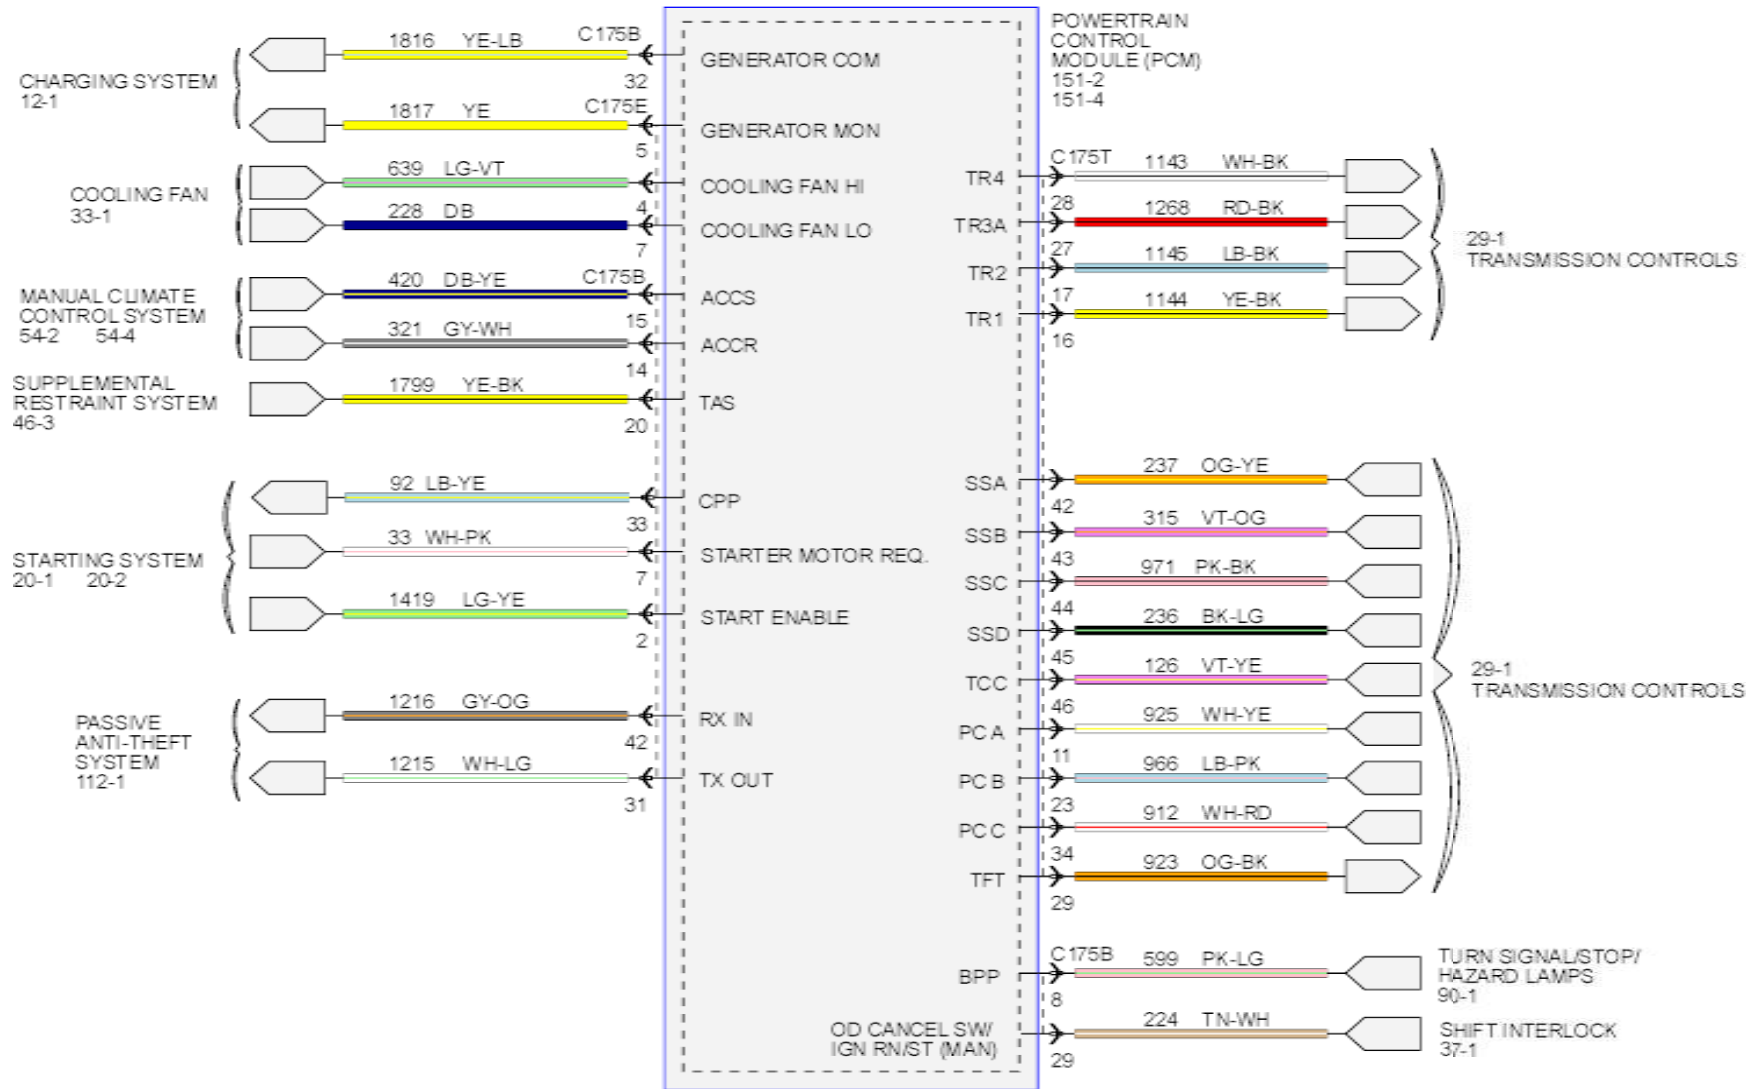 CHARGING SYSTEM
12-1
1816 YE-LB C175B
32
GENERATOR COM
1817 YE C175E
5
GENERATOR MON
COOLING FAN
33-1
639 LG-VT
4
COOLING FAN HI
228 DB
7
COOLING FAN LO
MANUAL CLIMATE
CONTROL SYSTEM
54-2 54-4
420 DB-YE C175B
15
ACCS
321 GY-WH
14
ACCR
SUPPLEMENTAL
RESTRAINT SYSTEM
46-3
1799 YE-BK
20
TAS
STARTING SYSTEM
20-1 20-2
92 LB-YE
33
CPP
33 WH-PK
7
STARTER MOTOR REQ.
1419 LG-YE
2
START ENABLE
PASSIVE
ANTI-THEFT
SYSTEM
112-1
1216 GY-OG
42
RX IN
1215 WH-LG
31
TX OUT
POWERTRAIN
CONTROL
MODULE (PCM)
151-2
151-4
TR4
C175T 1143 WH-BK
28
TR3A
1268 RD-BK
27
TR2
1145 LB-BK
17
TR1
1144 YE-BK
16
29-1
TRANSMISSION CONTROLS
SSA
237 OG-YE
42
SSB
315 VT-OG
43
SSC
971 PK-BK
44
SSD
236 BK-LG
45
TCC
126 VT-YE
46
PC A
925 WH-YE
11
PC B
966 LB-PK
23
PC C
912 WH-RD
34
TFT
923 OG-BK
29
29-1
TRANSMISSION CONTROLS
BPP
C175B 599 PK-LG
8
TURN SIGNAL/STOP/
HAZARD LAMPS
90-1
OD CANCEL SW/
IGN RN/ST (MAN)
224 TN-WH
29
SHIFT INTERLOCK
37-1